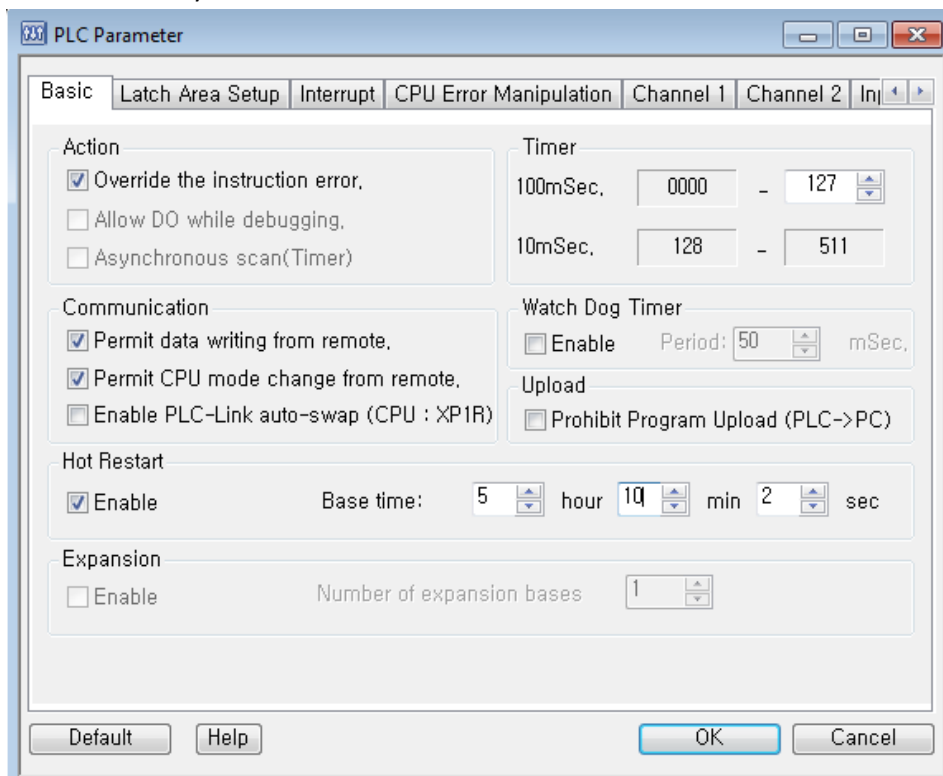 PLC Parameter
Basic Latch Area Setup Interrupt CPU Error Manipulation Channel 1 Channel 2
Action
Override the instruction error,
Allow DO while debugging,
Asynchronous scan(Timer)
Timer
100mSec, 0000 - 127
10mSec, 128 - 511
Communication
Permit data writing from remote,
Permit CPU mode change from remote,
Enable PLC-Link auto-swap (CPU : XP1R)
Watch Dog Timer
Enable Period: 50 mSec,
Upload
Prohibit Program Upload (PLC->PC)
Hot Restart
Enable Base time: 5 hour 10 min 2 sec
Expansion
Enable Number of expansion bases 1
Default Help OK Cancel